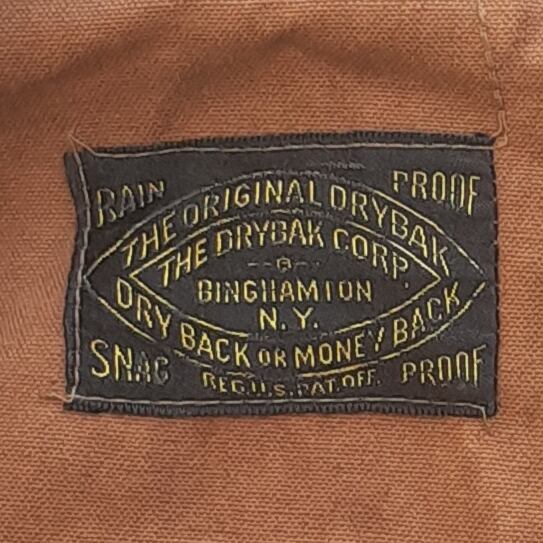 RAIN PROOF
THE ORIGINAL DRYBAK
THE DRYBAK CORP.
BINGHAMTON
N.Y.
DRY BACK OR MONEY BACK
SNAG PROOF
REG.U.S.PAT.OFF.